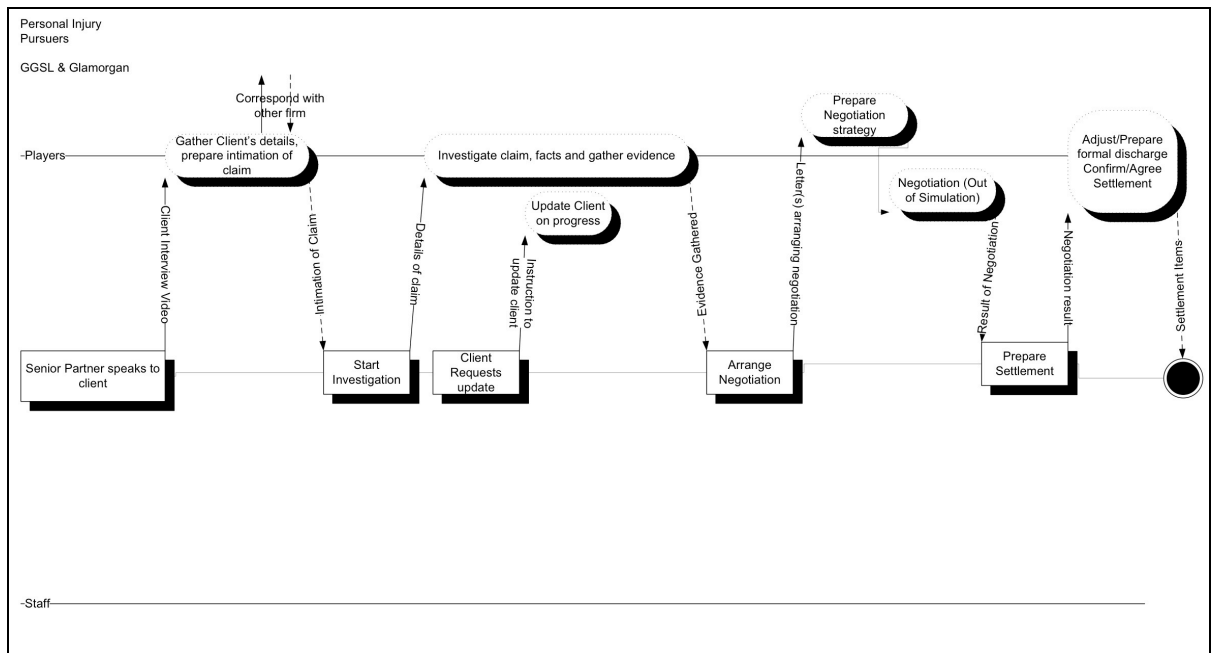 Personal Injury
Pursuers
GGSL & Glamorgan
Correspond with
other firm
Gather Client's details,
prepare intimation of
claim
Prepare
Negotiation
strategy
Adjust/Prepare
formal discharge
Confirm/Agree
Settlement
Players
Investigate claim, facts and gather evidence
Negotiation (Out
of Simulation)
Update Client
on progress
Client Interview Video
Intimation of Claim
Details of claim
Instruction to
update client
Evidence Gathered
Letter(s) arranging negotiation
Result of Negotiation
Negotiation result
Settlement Items
Senior Partner speaks to
client
Start
Investigation
Client
Requests
update
Arrange
Negotiation
Prepare
Settlement
Staff